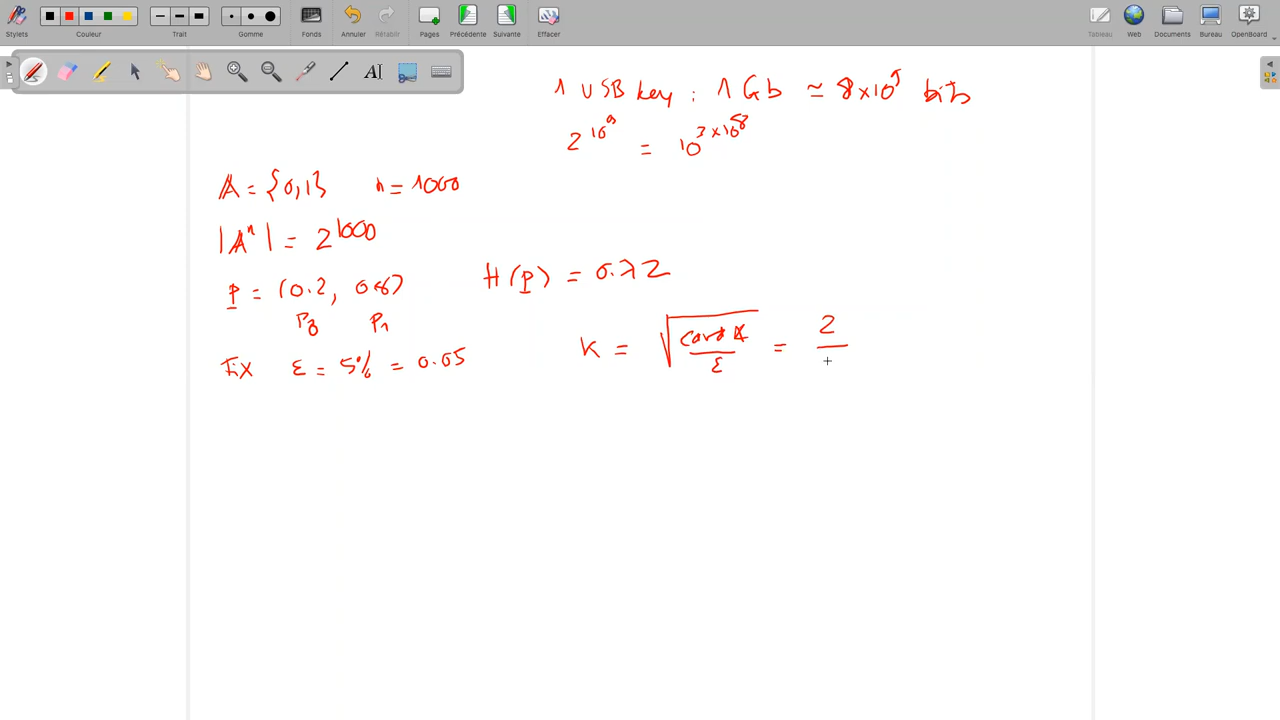 Stylets Couleur Trait Gomme Fonds Annuler Rétablir Pages Précédente Suivante Effacer Tableau Web Documents Bureau OpenBoard
1 USB key : 1 Gb ≃ 8×10⁹ bits
2^10⁹ = 10^3×10⁸
A = {0,1} n = 1000
|Aⁿ| = 2^1000
p = (0.2, 0.8) H(p) = 0.72
P₀ P₁
Fix ε = 5% = 0.05 K = √(card A / ε) = 2